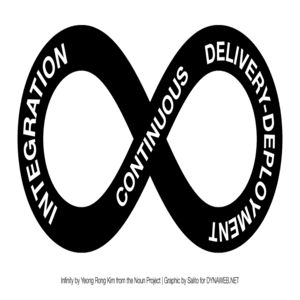 INTEGRATION
CONTINUOUS
DELIVERY-DEPLOYMENT
Infinity by Yeong Rong Kim from the Noun Project | Graphic by Salito for DYNAWEB.NET